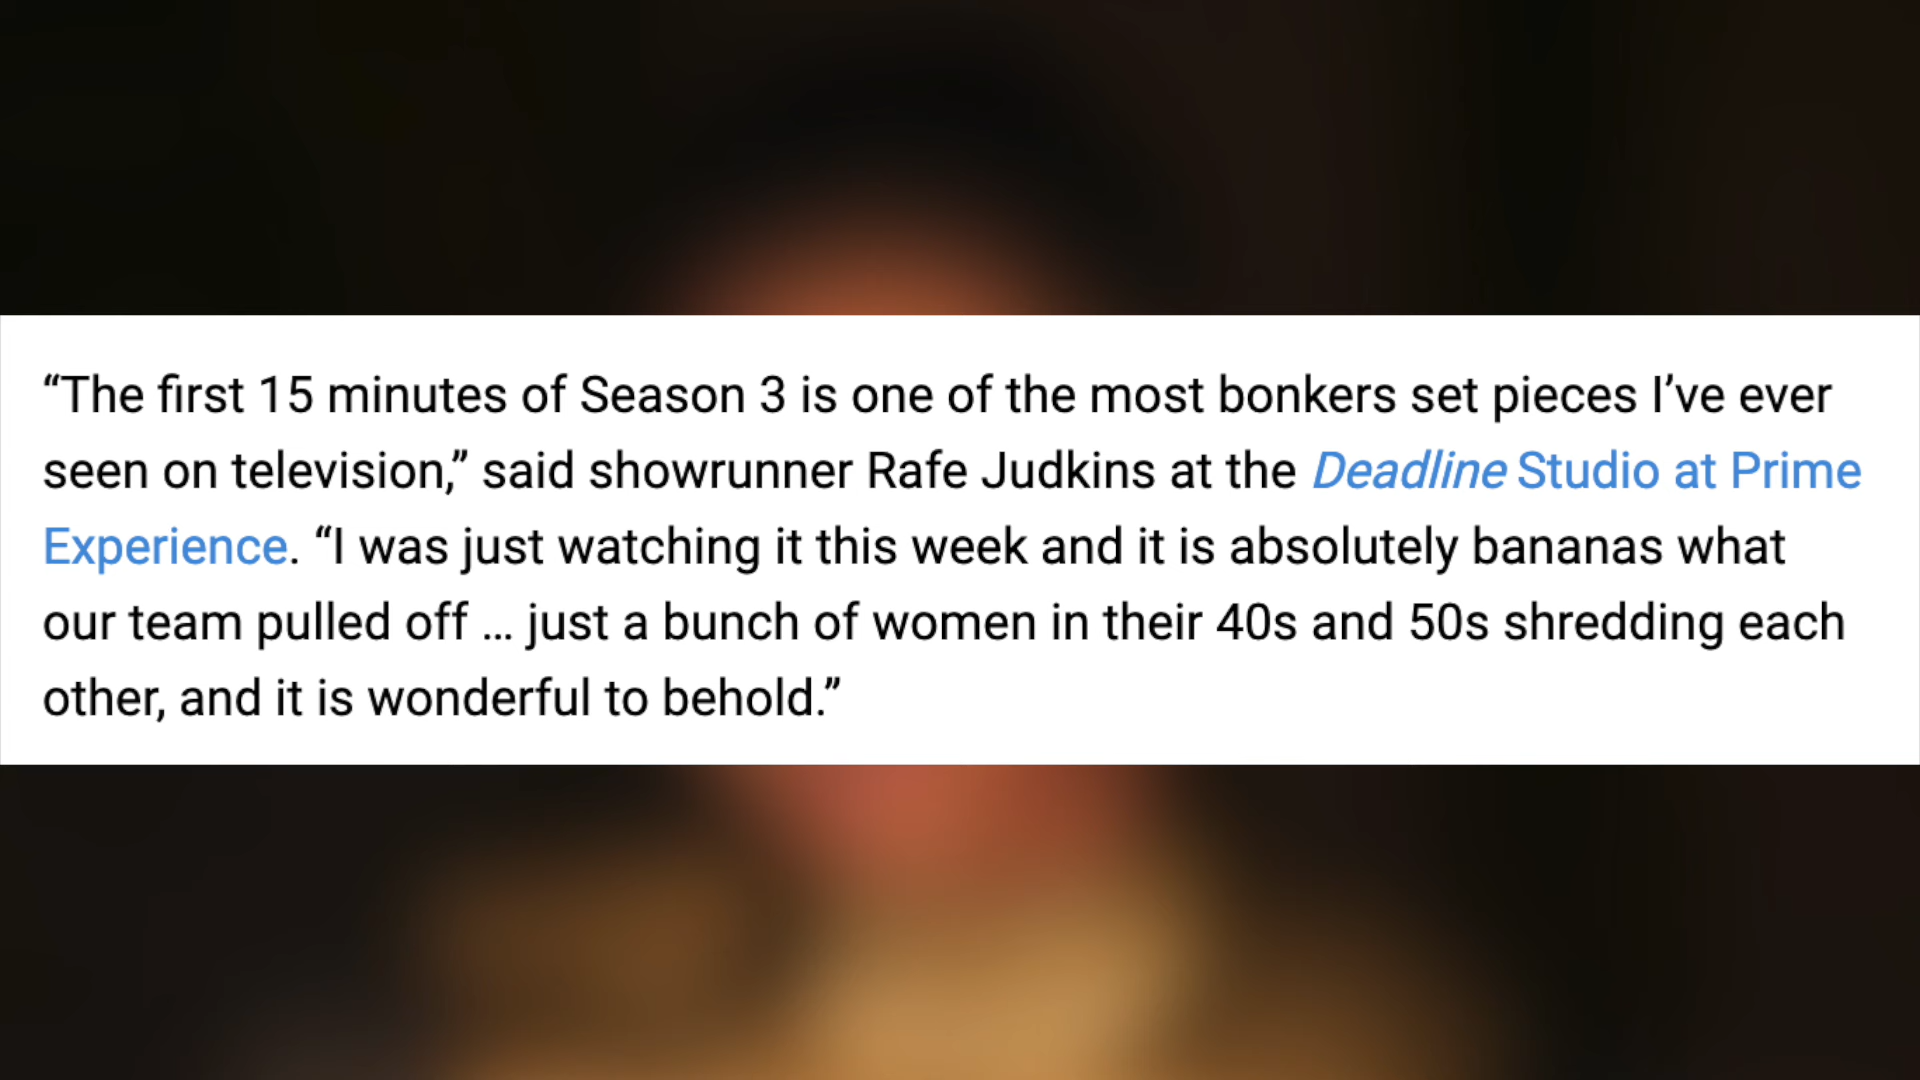 “The first 15 minutes of Season 3 is one of the most bonkers set pieces I’ve ever
seen on television,” said showrunner Rafe Judkins at the Deadline Studio at Prime
Experience. “I was just watching it this week and it is absolutely bananas what
our team pulled off … just a bunch of women in their 40s and 50s shredding each
other, and it is wonderful to behold.”